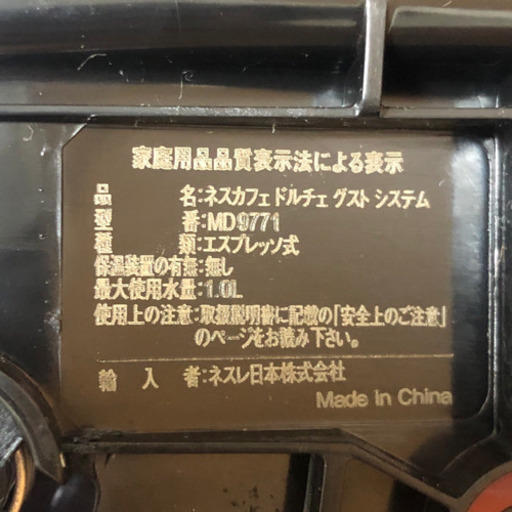 家庭用品品質表示法による表示
品名:ネスカフェ ドルチェ グスト システム
型番:MD9771
種類:エスプレッソ式
保温装置の有無:無し
最大使用水量:1.0L
使用上の注意:取扱説明書に記載の「安全上のご注意」
のページをお読み下さい。
輸入者:ネスレ日本株式会社
Made in China